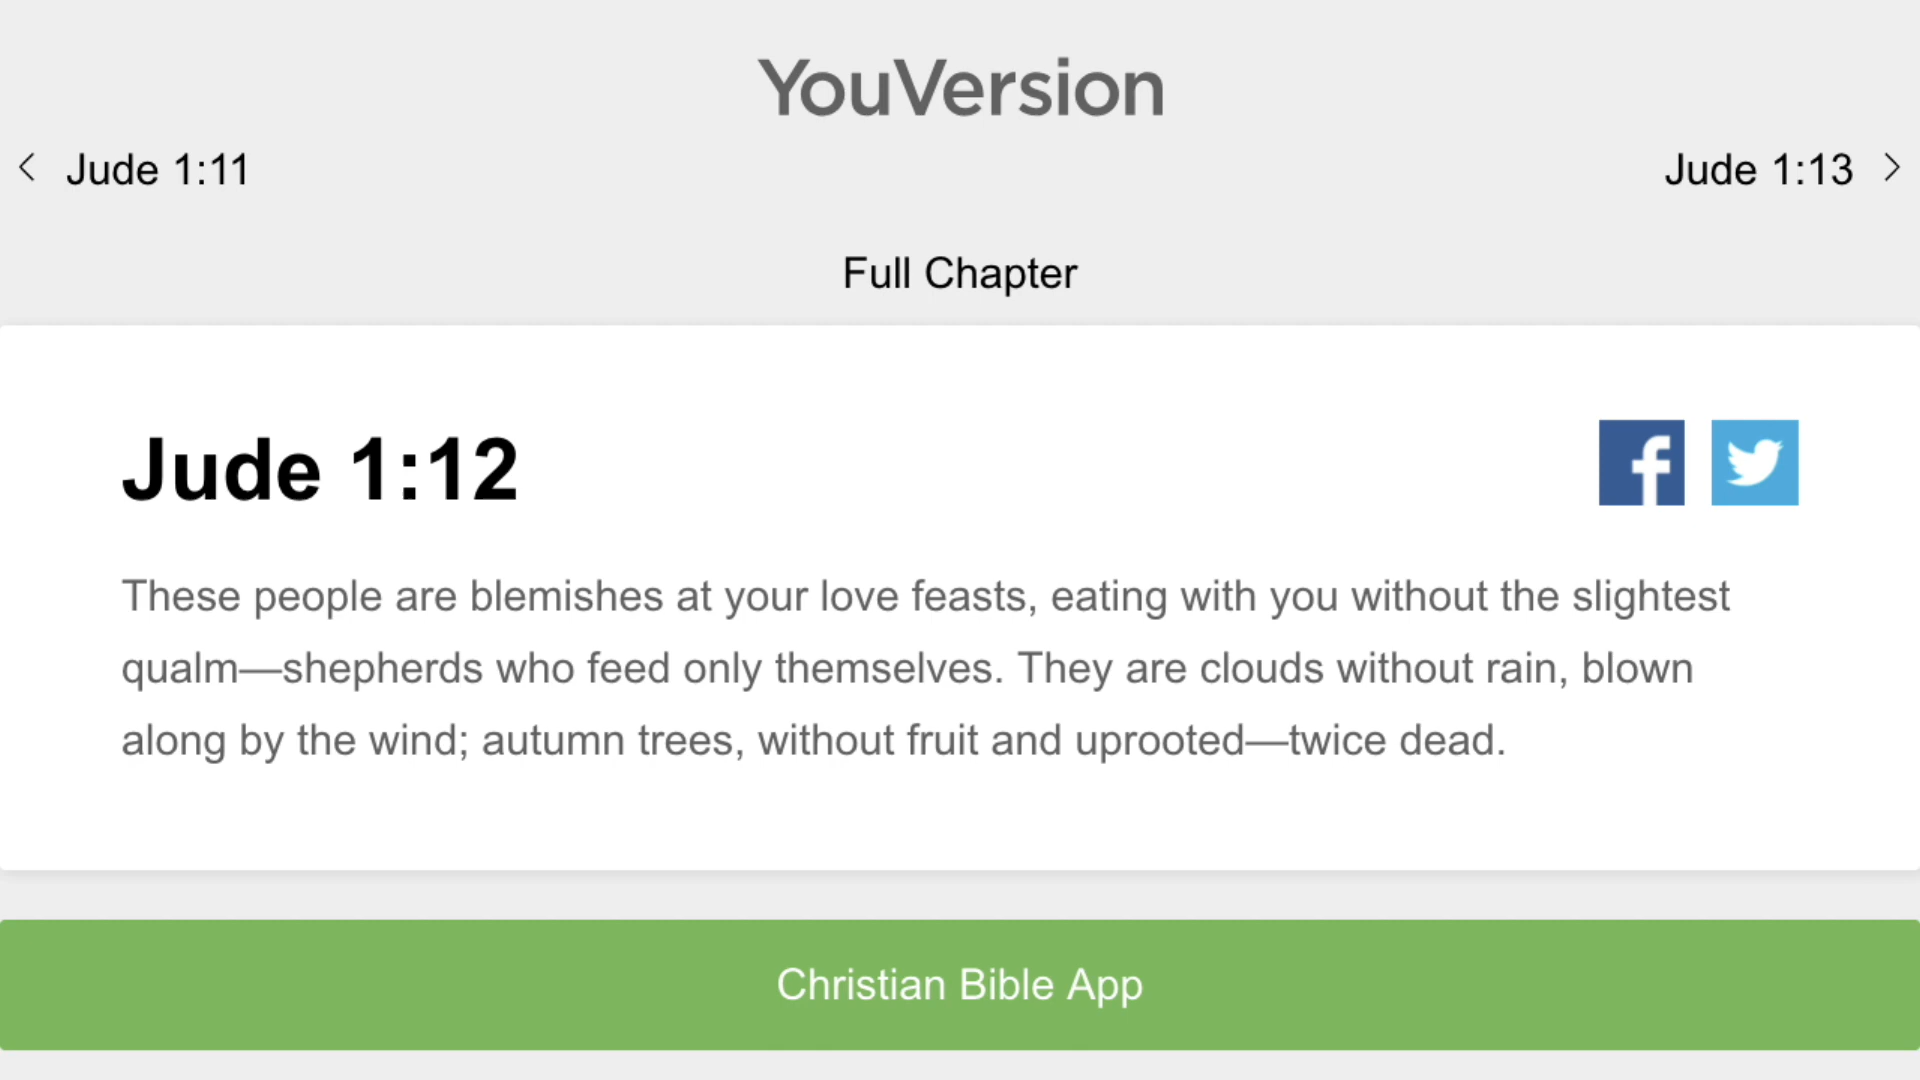 YouVersion
Jude 1:11
Jude 1:13
Full Chapter
Jude 1:12
These people are blemishes at your love feasts, eating with you without the slightest
qualm—shepherds who feed only themselves. They are clouds without rain, blown
along by the wind; autumn trees, without fruit and uprooted—twice dead.
Christian Bible App